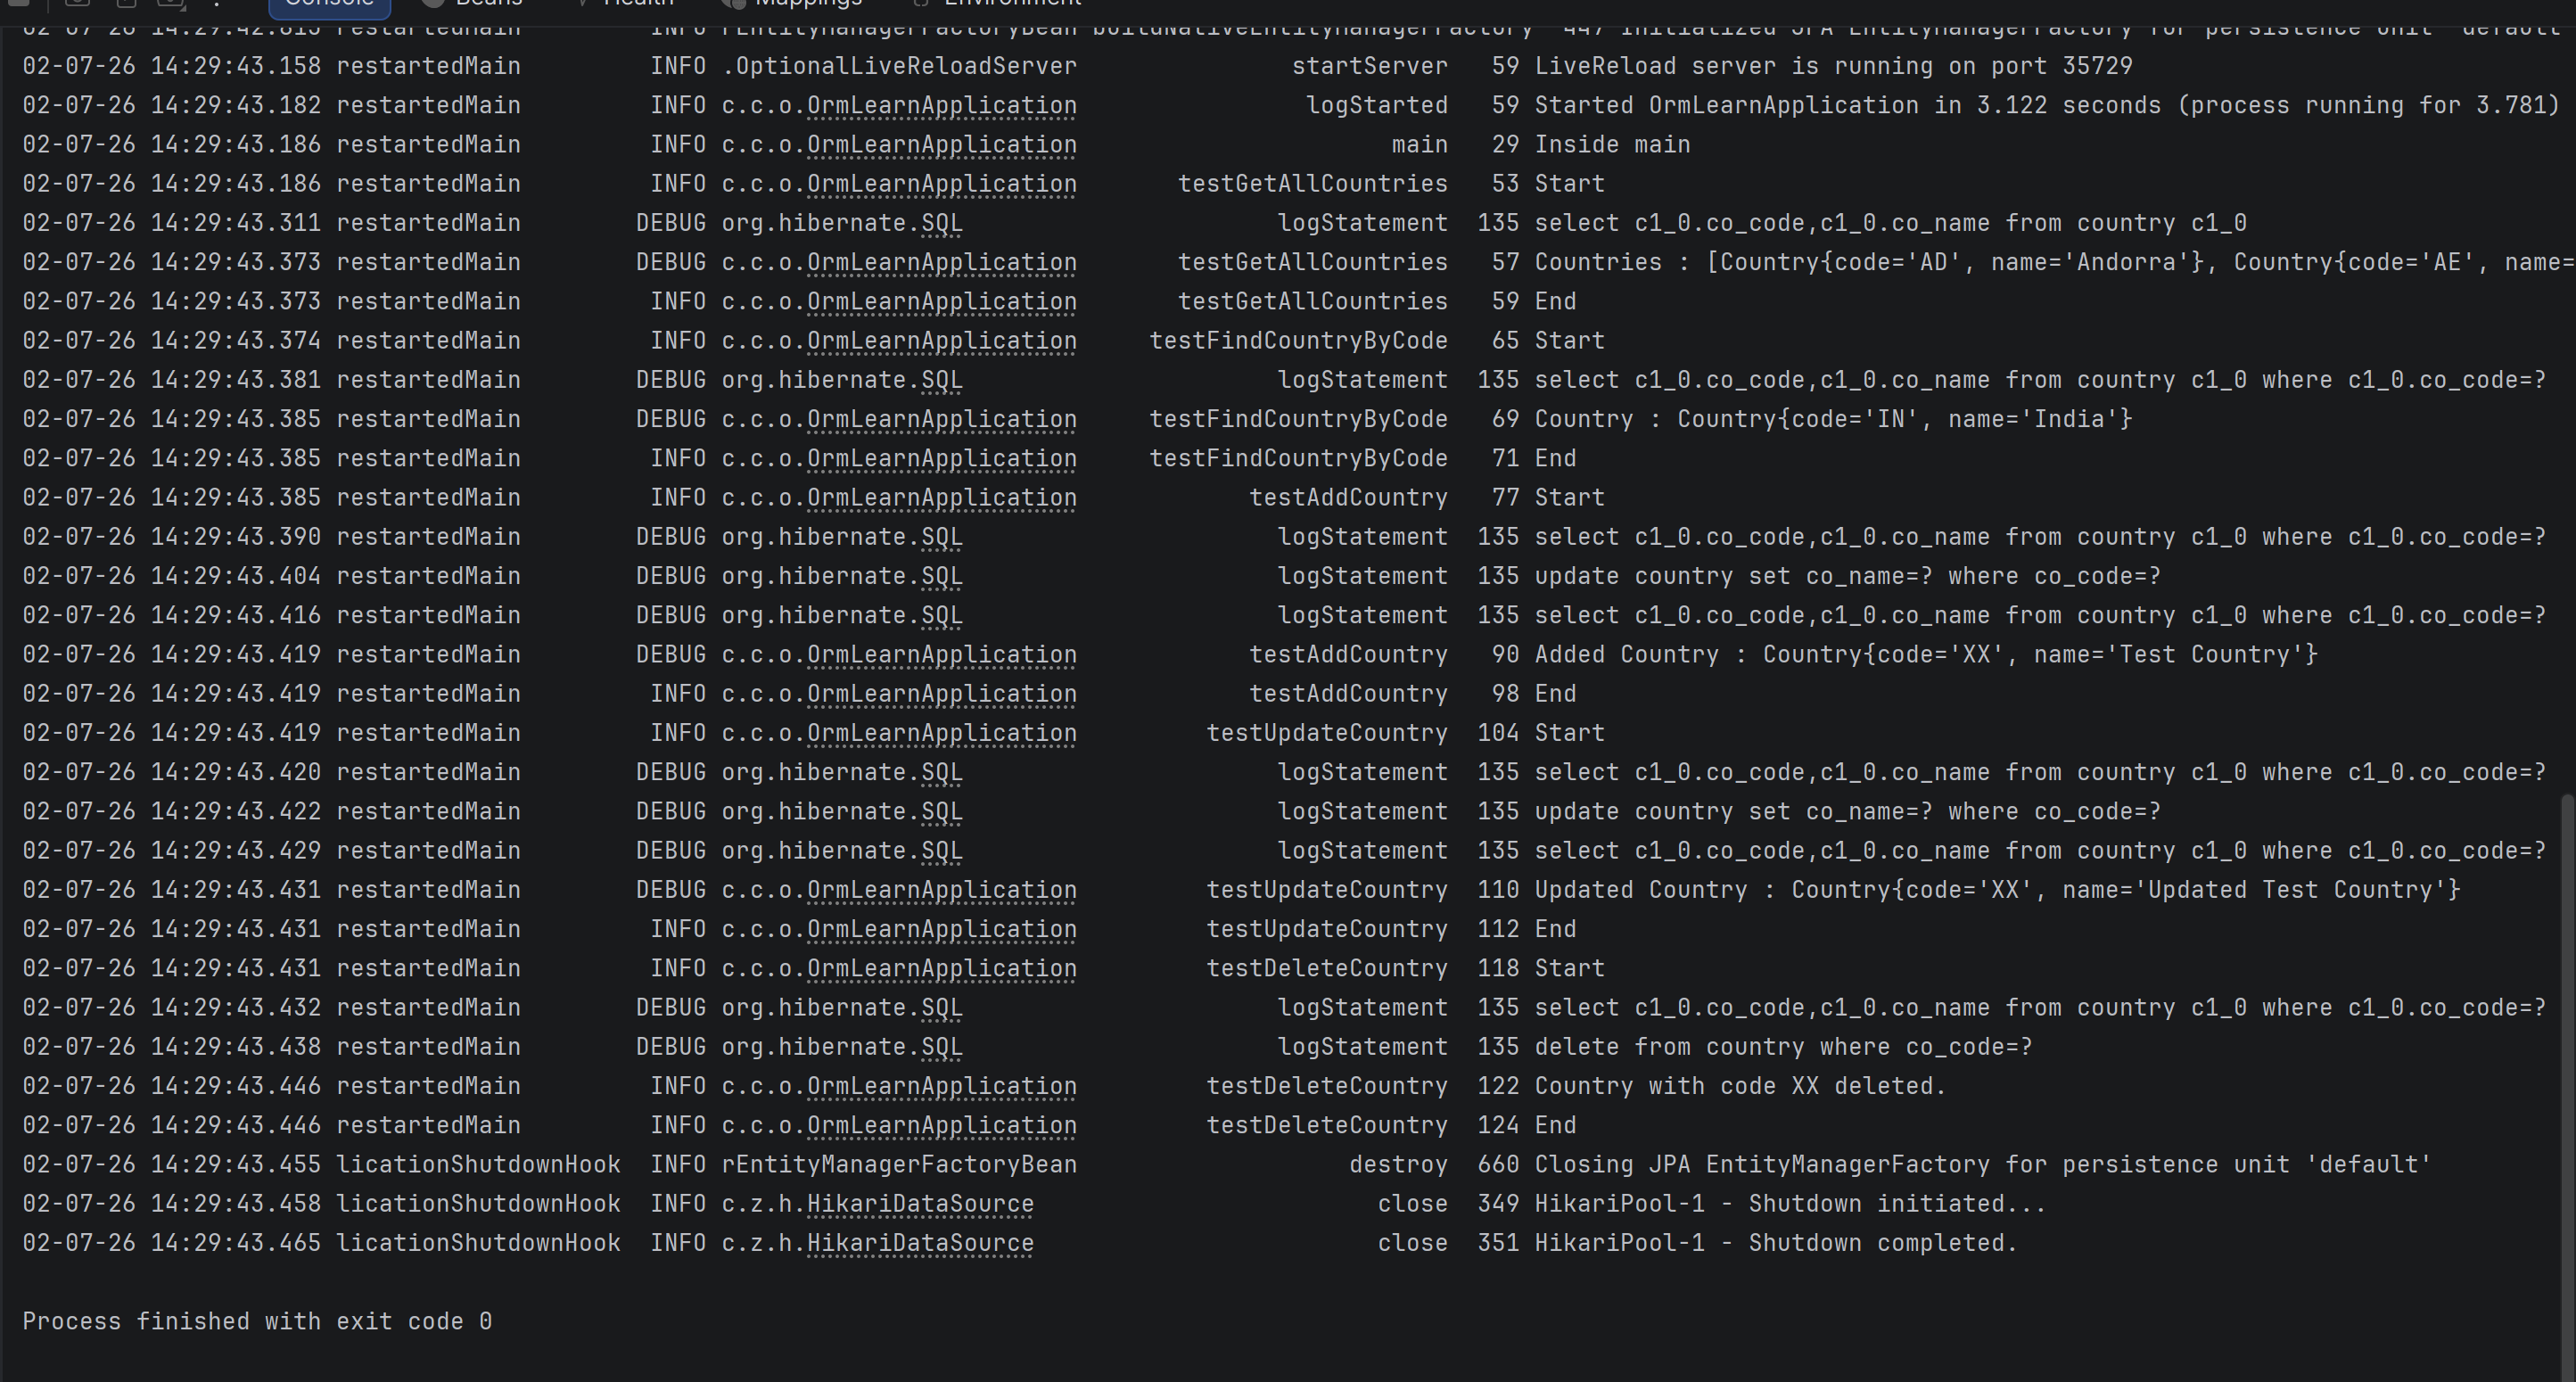 Console Beans Health Mappings Environment
02-07-26 14:29:42.815 restartedMain INFO rEntityManagerFactoryBean buildNativeEntityManagerFactory 447 Initialized JPA EntityManagerFactory for persistence unit 'default'
02-07-26 14:29:43.158 restartedMain INFO .OptionalLiveReloadServer startServer 59 LiveReload server is running on port 35729
02-07-26 14:29:43.182 restartedMain INFO c.c.o.OrmLearnApplication logStarted 59 Started OrmLearnApplication in 3.122 seconds (process running for 3.781)
02-07-26 14:29:43.186 restartedMain INFO c.c.o.OrmLearnApplication main 29 Inside main
02-07-26 14:29:43.186 restartedMain INFO c.c.o.OrmLearnApplication testGetAllCountries 53 Start
02-07-26 14:29:43.311 restartedMain DEBUG org.hibernate.SQL logStatement 135 select c1_0.co_code,c1_0.co_name from country c1_0
02-07-26 14:29:43.373 restartedMain DEBUG c.c.o.OrmLearnApplication testGetAllCountries 57 Countries : [Country{code='AD', name='Andorra'}, Country{code='AE', name=
02-07-26 14:29:43.373 restartedMain INFO c.c.o.OrmLearnApplication testGetAllCountries 59 End
02-07-26 14:29:43.374 restartedMain INFO c.c.o.OrmLearnApplication testFindCountryByCode 65 Start
02-07-26 14:29:43.381 restartedMain DEBUG org.hibernate.SQL logStatement 135 select c1_0.co_code,c1_0.co_name from country c1_0 where c1_0.co_code=?
02-07-26 14:29:43.385 restartedMain DEBUG c.c.o.OrmLearnApplication testFindCountryByCode 69 Country : Country{code='IN', name='India'}
02-07-26 14:29:43.385 restartedMain INFO c.c.o.OrmLearnApplication testFindCountryByCode 71 End
02-07-26 14:29:43.385 restartedMain INFO c.c.o.OrmLearnApplication testAddCountry 77 Start
02-07-26 14:29:43.390 restartedMain DEBUG org.hibernate.SQL logStatement 135 select c1_0.co_code,c1_0.co_name from country c1_0 where c1_0.co_code=?
02-07-26 14:29:43.404 restartedMain DEBUG org.hibernate.SQL logStatement 135 update country set co_name=? where co_code=?
02-07-26 14:29:43.416 restartedMain DEBUG org.hibernate.SQL logStatement 135 select c1_0.co_code,c1_0.co_name from country c1_0 where c1_0.co_code=?
02-07-26 14:29:43.419 restartedMain DEBUG c.c.o.OrmLearnApplication testAddCountry 90 Added Country : Country{code='XX', name='Test Country'}
02-07-26 14:29:43.419 restartedMain INFO c.c.o.OrmLearnApplication testAddCountry 98 End
02-07-26 14:29:43.419 restartedMain INFO c.c.o.OrmLearnApplication testUpdateCountry 104 Start
02-07-26 14:29:43.420 restartedMain DEBUG org.hibernate.SQL logStatement 135 select c1_0.co_code,c1_0.co_name from country c1_0 where c1_0.co_code=?
02-07-26 14:29:43.422 restartedMain DEBUG org.hibernate.SQL logStatement 135 update country set co_name=? where co_code=?
02-07-26 14:29:43.429 restartedMain DEBUG org.hibernate.SQL logStatement 135 select c1_0.co_code,c1_0.co_name from country c1_0 where c1_0.co_code=?
02-07-26 14:29:43.431 restartedMain DEBUG c.c.o.OrmLearnApplication testUpdateCountry 110 Updated Country : Country{code='XX', name='Updated Test Country'}
02-07-26 14:29:43.431 restartedMain INFO c.c.o.OrmLearnApplication testUpdateCountry 112 End
02-07-26 14:29:43.431 restartedMain INFO c.c.o.OrmLearnApplication testDeleteCountry 118 Start
02-07-26 14:29:43.432 restartedMain DEBUG org.hibernate.SQL logStatement 135 select c1_0.co_code,c1_0.co_name from country c1_0 where c1_0.co_code=?
02-07-26 14:29:43.438 restartedMain DEBUG org.hibernate.SQL logStatement 135 delete from country where co_code=?
02-07-26 14:29:43.446 restartedMain INFO c.c.o.OrmLearnApplication testDeleteCountry 122 Country with code XX deleted.
02-07-26 14:29:43.446 restartedMain INFO c.c.o.OrmLearnApplication testDeleteCountry 124 End
02-07-26 14:29:43.455 licationShutdownHook INFO rEntityManagerFactoryBean destroy 660 Closing JPA EntityManagerFactory for persistence unit 'default'
02-07-26 14:29:43.458 licationShutdownHook INFO c.z.h.HikariDataSource close 349 HikariPool-1 - Shutdown initiated...
02-07-26 14:29:43.465 licationShutdownHook INFO c.z.h.HikariDataSource close 351 HikariPool-1 - Shutdown completed.
Process finished with exit code 0